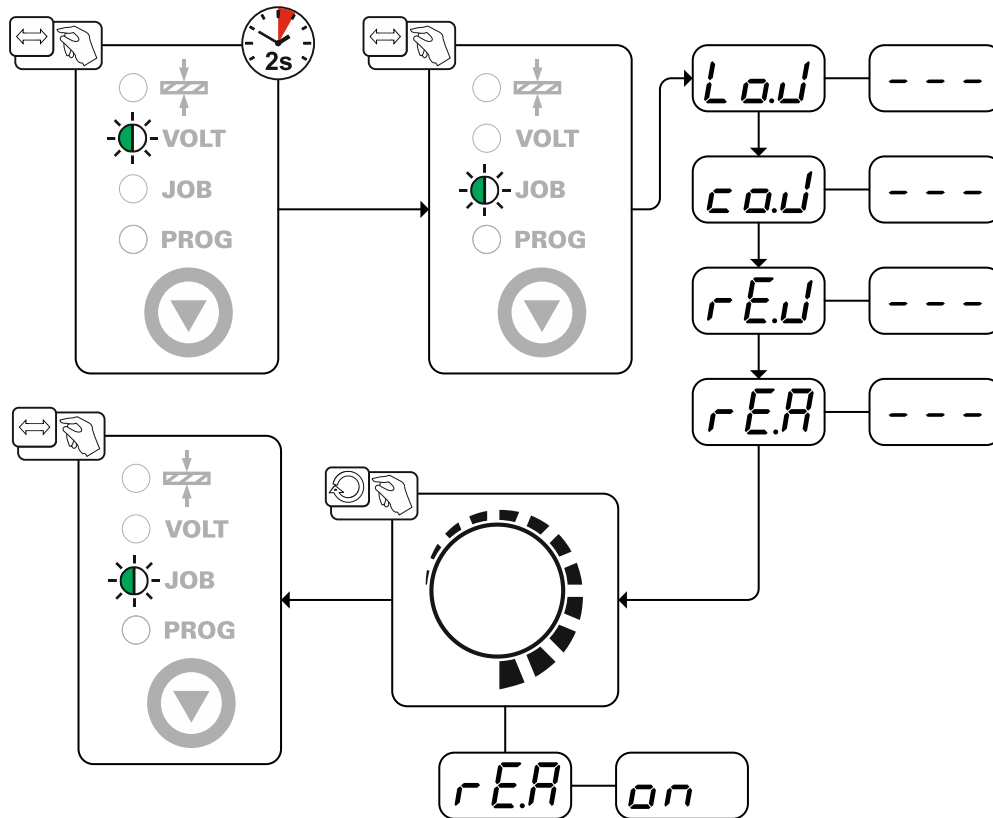 2s
VOLT
JOB
PROG
VOLT
JOB
PROG
Lo.J - - -
co.J - - -
rE.J - - -
rE.A - - -
VOLT
JOB
PROG
rE.A on